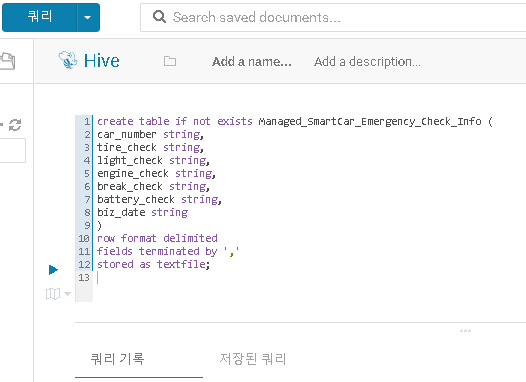 쿼리
Search saved documents...
Hive Add a name... Add a description...
1 create table if not exists Managed_SmartCar_Emergency_Check_Info (
2 car_number string,
3 tire_check string,
4 light_check string,
5 engine_check string,
6 break_check string,
7 battery_check string,
8 biz_date string
9 )
10 row format delimited
11 fields terminated by ','
12 stored as textfile;
13
쿼리 기록 저장된 쿼리